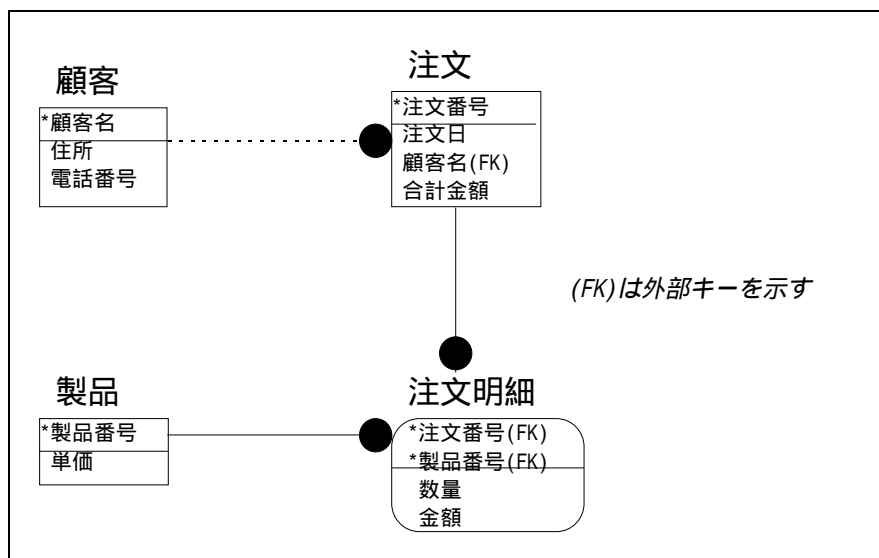 顧客
*顧客名
住所
電話番号
注文
*注文番号
注文日
顧客名(FK)
合計金額
(FK)は外部キーを示す
製品
*製品番号
単価
注文明細
*注文番号(FK)
*製品番号(FK)
数量
金額